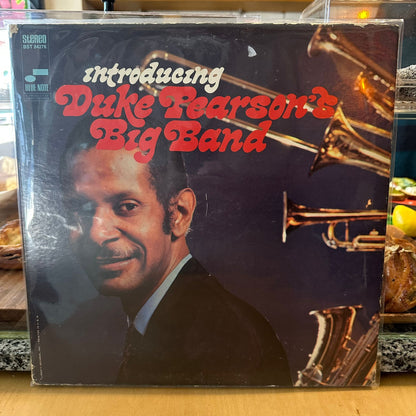 STEREO
BST 84276
BLUE NOTE
introducing
Duke Pearson's
Big Band